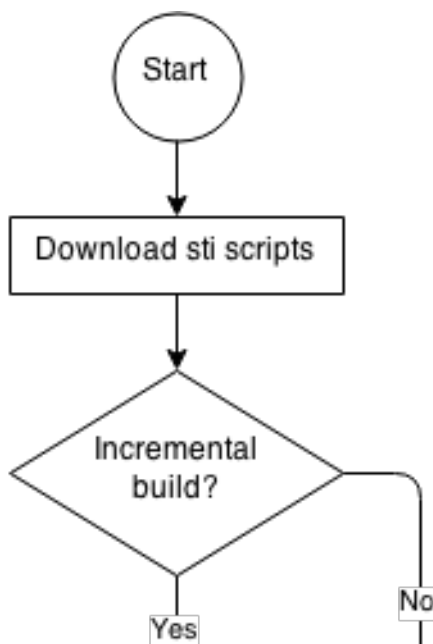 Start
Download sti scripts
Incremental
build?
No
Yes